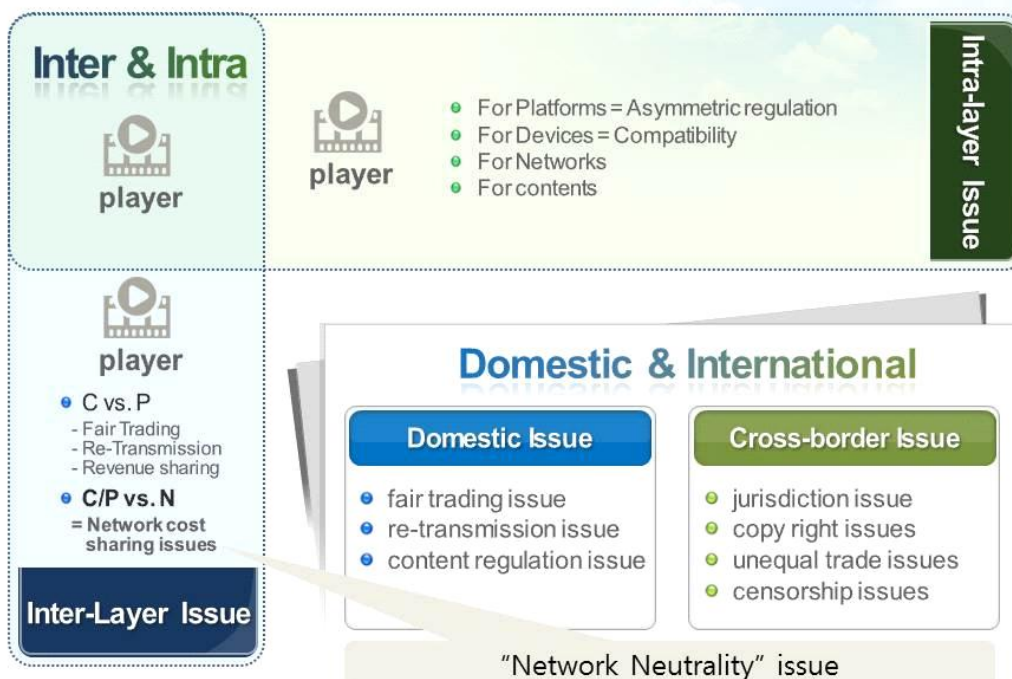 Inter & Intra
player
player
For Platforms = Asymmetric regulation
For Devices = Compatibility
For Networks
For contents
Intra-layer Issue
player
C vs. P
- Fair Trading
- Re-Transmission
- Revenue sharing
C/P vs. N
= Network cost
sharing issues
Inter-Layer Issue
Domestic & International
Domestic Issue
fair trading issue
re-transmission issue
content regulation issue
Cross-border Issue
jurisdiction issue
copy right issues
unequal trade issues
censorship issues
“Network Neutrality” issue